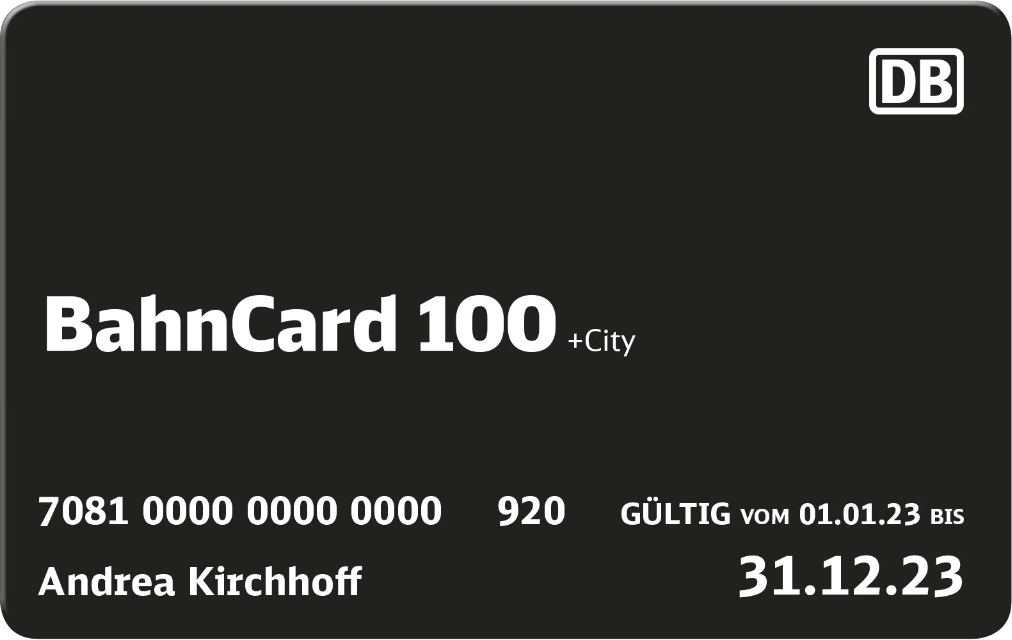 DB
BahnCard 100 +City
7081 0000 0000 0000 920 GÜLTIG VOM 01.01.23 BIS
Andrea Kirchhoff 31.12.23